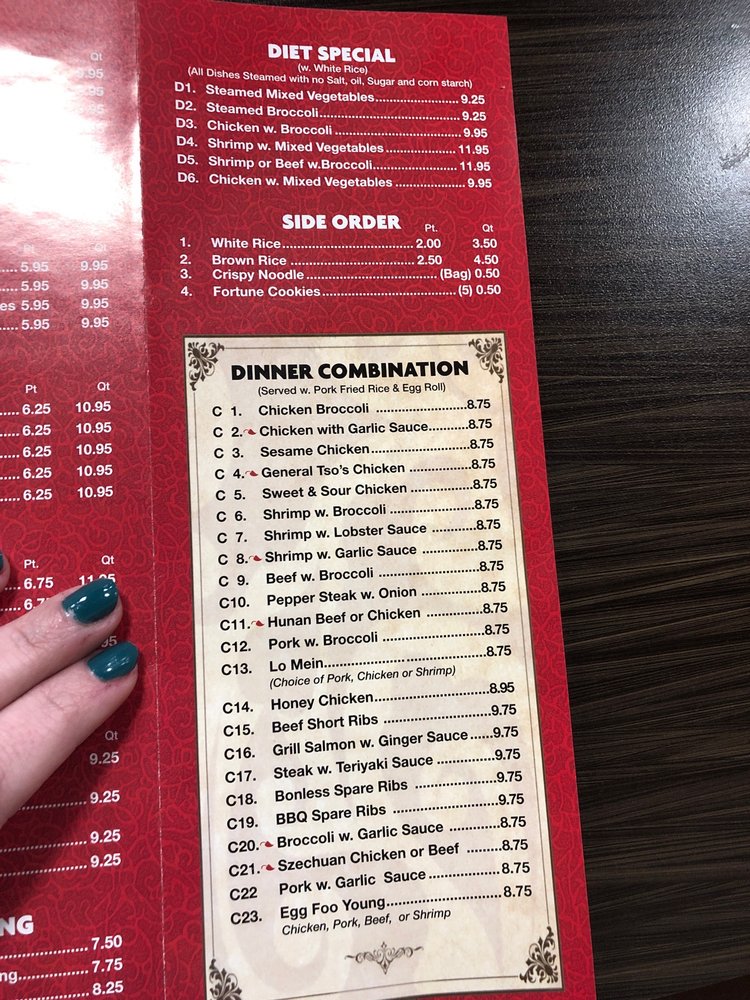 Qt
9.95
9.95
9.95
Pt Qt
5.95 9.95
5.95 9.95
es 5.95 9.95
5.95 9.95
Pt Qt
6.25 10.95
6.25 10.95
6.25 10.95
6.25 10.95
6.25 10.95
Pt. Qt
6.75
Qt
9.25
9.25
9.25
9.25
NG
7.50
7.75
8.25
DIET SPECIAL
(w. White Rice)
(All Dishes Steamed with no Salt, oil, Sugar and corn starch)
D1. Steamed Mixed Vegetables........................ 9.25
D2. Steamed Broccoli........................................ 9.25
D3. Chicken w. Broccoli .................................... 9.95
D4. Shrimp w. Mixed Vegetables...................... 11.95
D5. Shrimp or Beef w.Broccoli......................... 11.95
D6. Chicken w. Mixed Vegetables ..................... 9.95
SIDE ORDER Pt. Qt
1. White Rice...................................... 2.00 3.50
2. Brown Rice ............................................ 2.50 4.50
3. Crispy Noodle ...................................... (Bag) 0.50
4. Fortune Cookies........................................ (5) 0.50
DINNER COMBINATION
(Served w. Pork Fried Rice & Egg Roll)
C 1. Chicken Broccoli ..........................8.75
C 2. Chicken with Garlic Sauce...........8.75
C 3. Sesame Chicken............................8.75
C 4. General Tso's Chicken .................8.75
C 5. Sweet & Sour Chicken .................8.75
C 6. Shrimp w. Broccoli .......................8.75
C 7. Shrimp w. Lobster Sauce ............8.75
C 8. Shrimp w. Garlic Sauce ...............8.75
C 9. Beef w. Broccoli ............................8.75
C10. Pepper Steak w. Onion ................8.75
C11. Hunan Beef or Chicken ................8.75
C12. Pork w. Broccoli ............................8.75
C13. Lo Mein.............................................8.75
(Choice of Pork, Chicken or Shrimp)
C14. Honey Chicken................................8.95
C15. Beef Short Ribs ..............................9.75
C16. Grill Salmon w. Ginger Sauce......9.75
C17. Steak w. Teriyaki Sauce................9.75
C18. Bonless Spare Ribs ......................9.75
C19. BBQ Spare Ribs .............................9.75
C20. Broccoli w. Garlic Sauce ..............8.75
C21. Szechuan Chicken or Beef .........8.75
C22 Pork w. Garlic Sauce....................8.75
C23. Egg Foo Young................................8.75
Chicken, Pork, Beef, or Shrimp